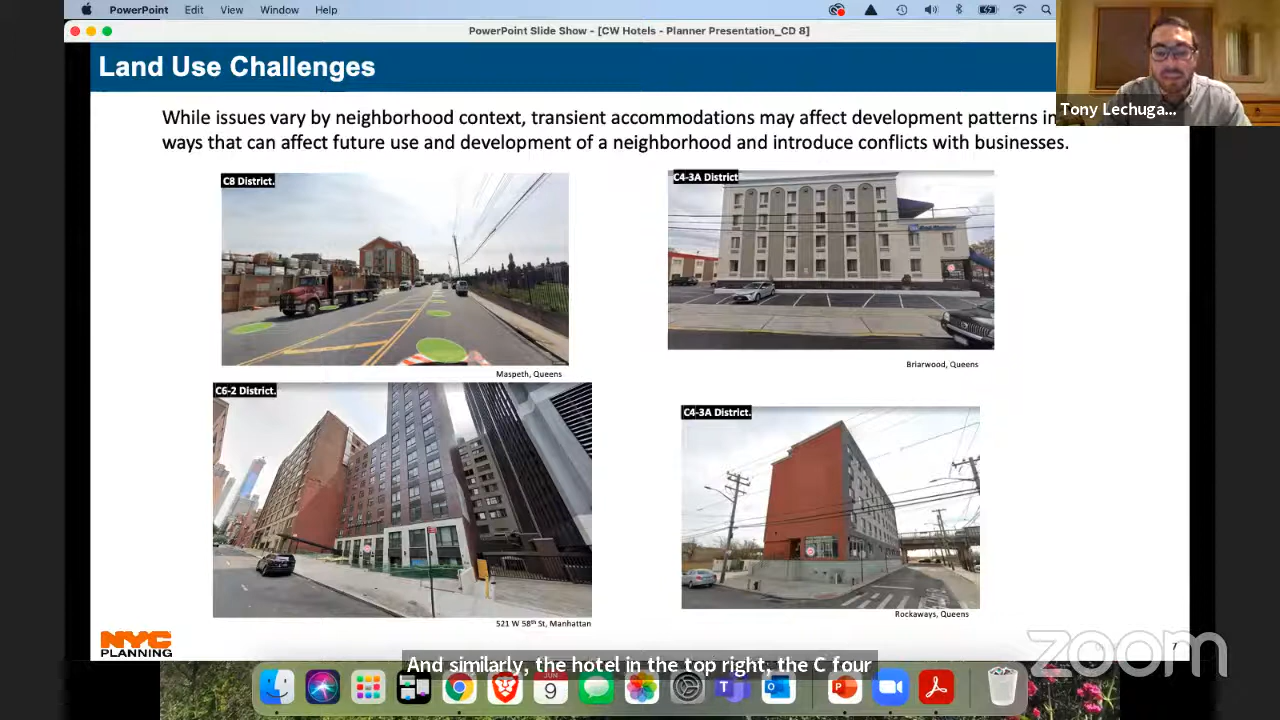 PowerPoint Edit View Window Help
PowerPoint Slide Show - [CW Hotels - Planner Presentation_CD 8]
Land Use Challenges
Tony Lechuga...
While issues vary by neighborhood context, transient accommodations may affect development patterns in
ways that can affect future use and development of a neighborhood and introduce conflicts with businesses.
C8 District.
C4-3A District
Maspeth, Queens
Briarwood, Queens
C6-2 District.
C4-3A District.
521 W 58th St, Manhattan
Rockaways, Queens
NYC
PLANNING
zoom
7
And similarly, the hotel in the top right, the C four
JUN
9